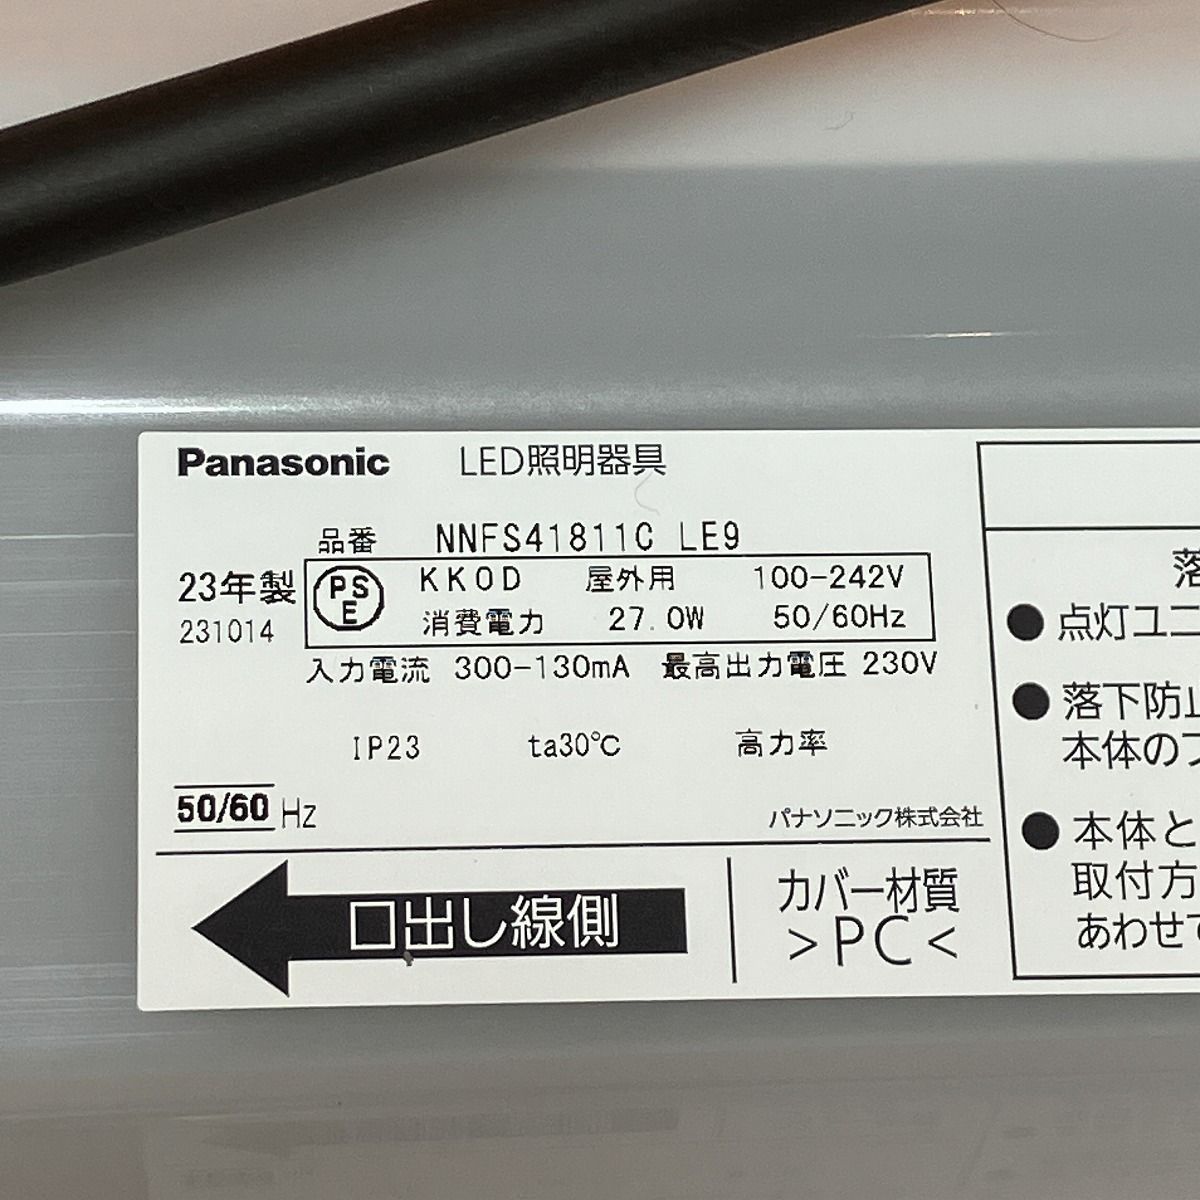 Panasonic LED照明器具
品番 NNFS41811C LE9
23年製
231014
PSE KKOD 屋外用 100-242V
消費電力 27.0W 50/60Hz
入力電流 300-130mA 最高出力電圧 230V
IP23 ta30℃ 高力率
50/60 Hz
パナソニック株式会社
口出し線側
カバー材質
>PC<
落
●点灯ユニ
●落下防止
本体の
●本体と
取付方
あわせて